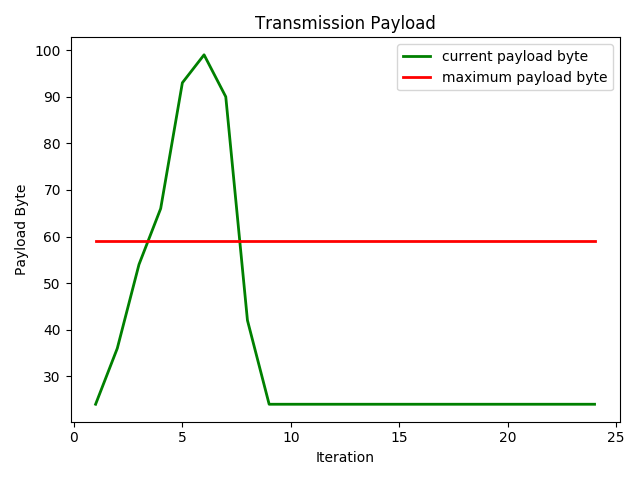 Transmission Payload
current payload byte
maximum payload byte
Payload Byte
100
90
80
70
60
50
40
30
0 5 10 15 20 25
Iteration